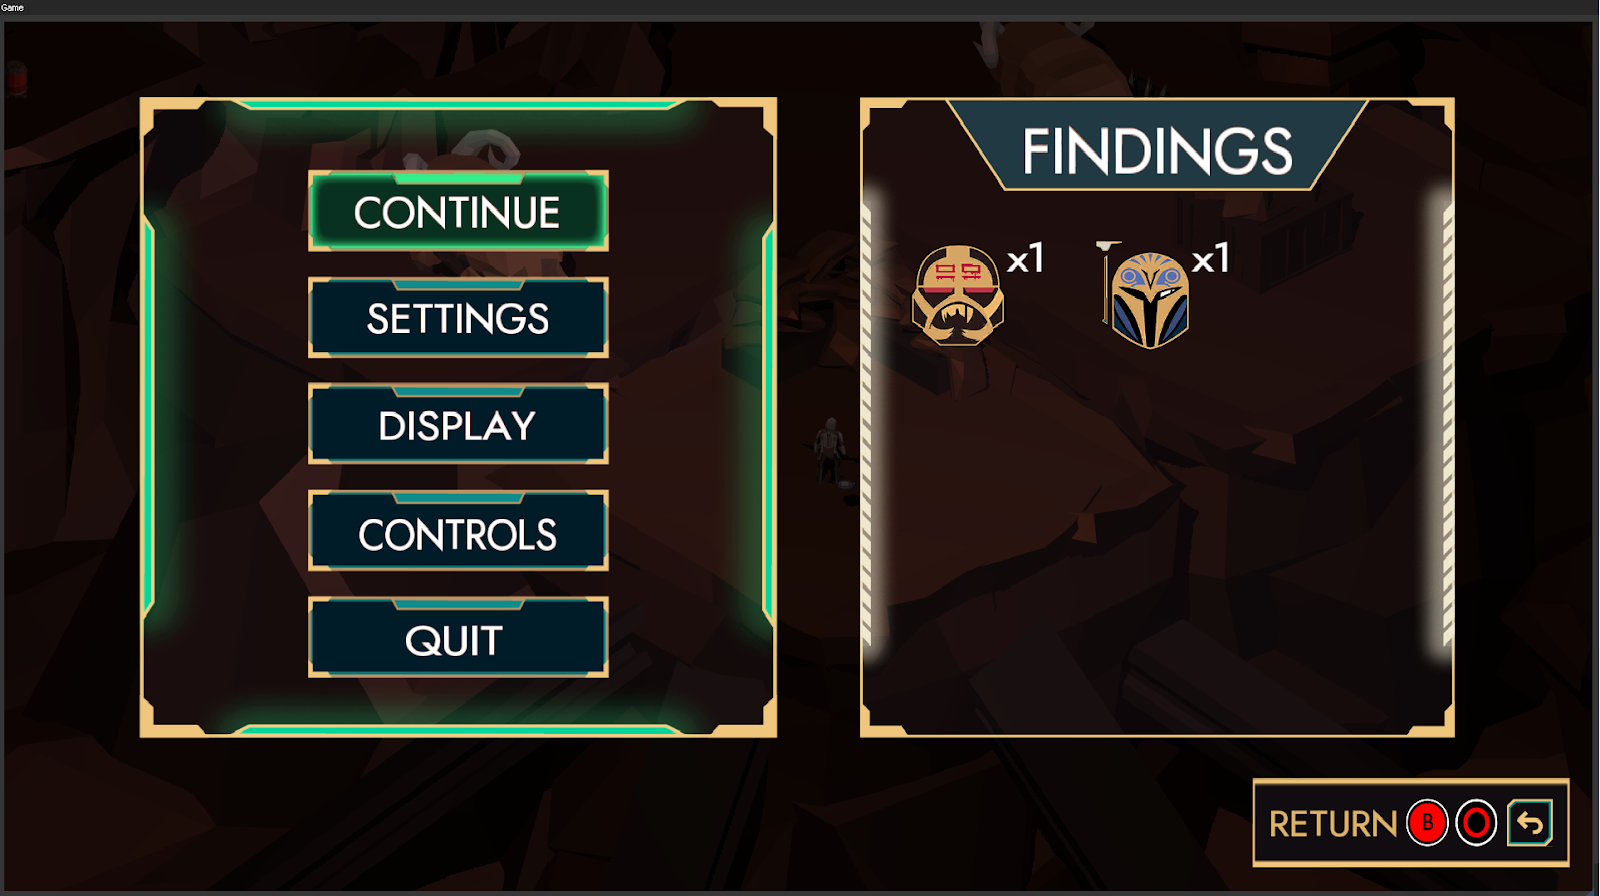 Game
CONTINUE
SETTINGS
DISPLAY
CONTROLS
QUIT
FINDINGS
x1
x1
RETURN B